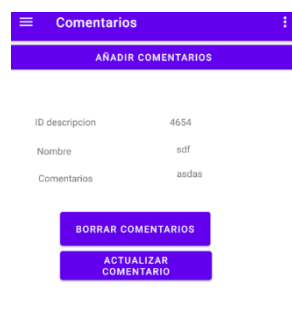 Comentarios
AÑADIR COMENTARIOS
ID descripcion 4654
Nombre sdf
Comentarios asdas
BORRAR COMENTARIOS
ACTUALIZAR
COMENTARIO